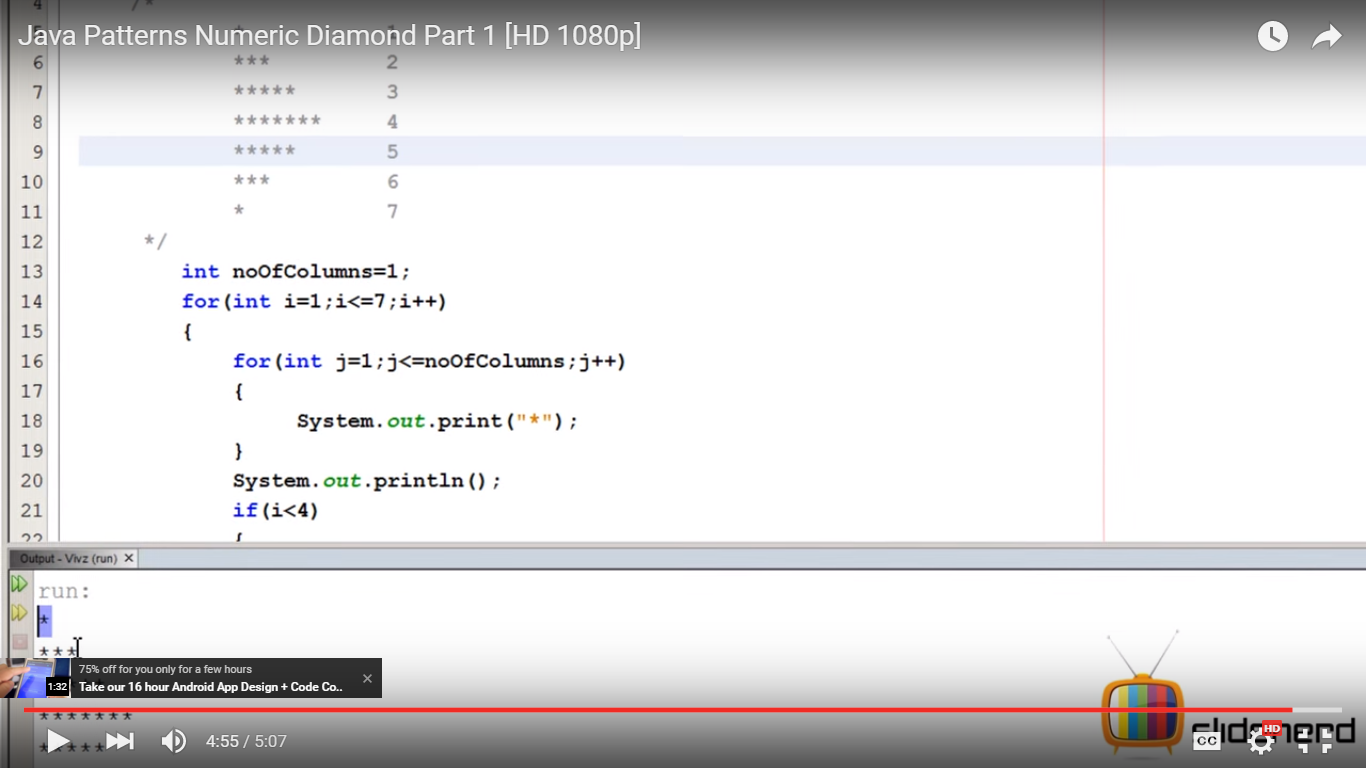 Java Patterns Numeric Diamond Part 1 [HD 1080p]
4 /*
* 1
6 *** 2
7 ***** 3
8 ******* 4
9 ***** 5
10 *** 6
11 * 7
12 */
13 int noOfColumns=1;
14 for(int i=1;i<=7;i++)
15 {
16 for(int j=1;j<=noOfColumns;j++)
17 {
18 System.out.print("*");
19 }
20 System.out.println();
21 if(i<4)
22 {
Output - Vivz (run)
run:
*
***
75% off for you only for a few hours
1:32 Take our 16 hour Android App Design + Code Co..
*******
*****
4:55 / 5:07
slidenerd
CC
HD